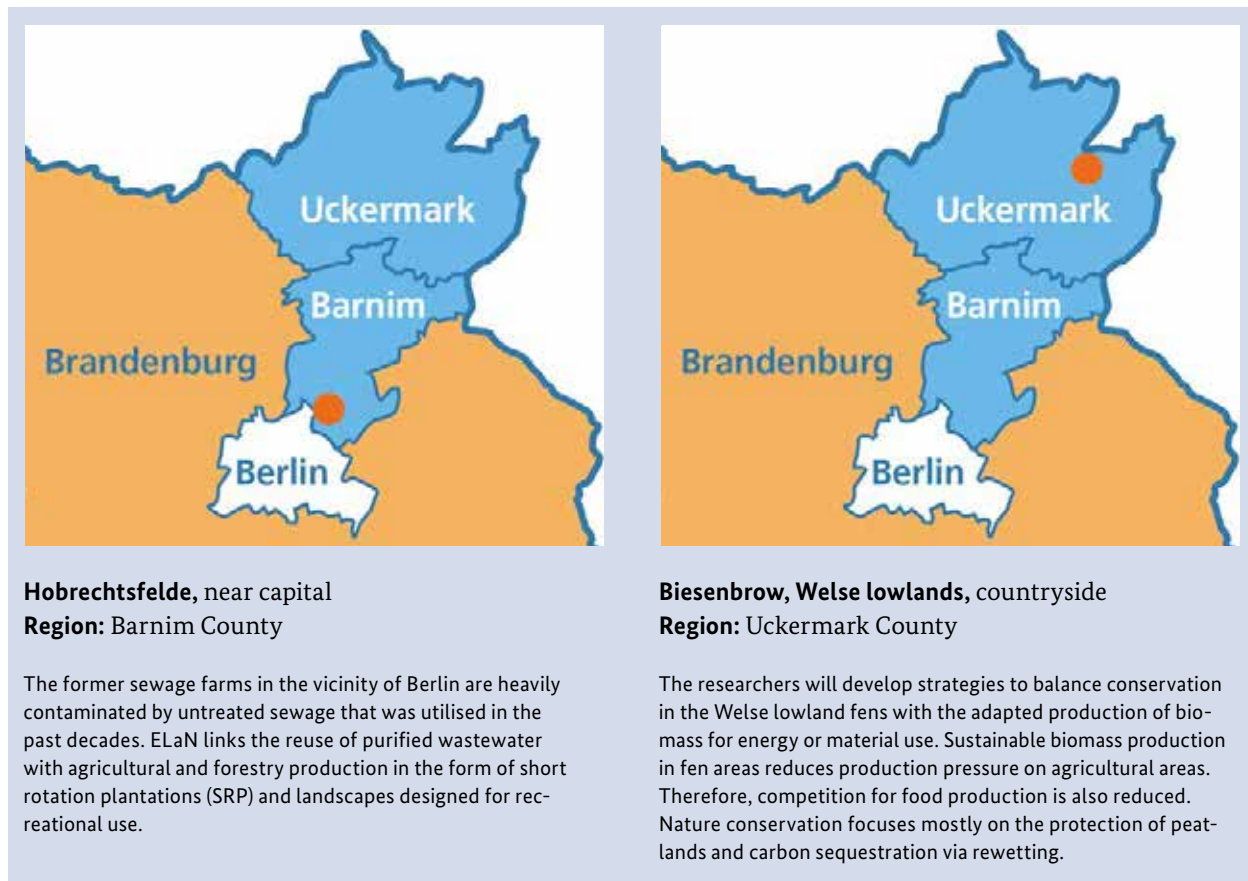 Uckermark
Barnim
Brandenburg
Berlin
Hobrechtsfelde, near capital
Region: Barnim County
The former sewage farms in the vicinity of Berlin are heavily
contaminated by untreated sewage that was utilised in the
past decades. ELaN links the reuse of purified wastewater
with agricultural and forestry production in the form of short
rotation plantations (SRP) and landscapes designed for rec-
reational use.
Uckermark
Barnim
Brandenburg
Berlin
Biesenbrow, Welse lowlands, countryside
Region: Uckermark County
The researchers will develop strategies to balance conservation
in the Welse lowland fens with the adapted production of bio-
mass for energy or material use. Sustainable biomass production
in fen areas reduces production pressure on agricultural areas.
Therefore, competition for food production is also reduced.
Nature conservation focuses mostly on the protection of peat-
lands and carbon sequestration via rewetting.